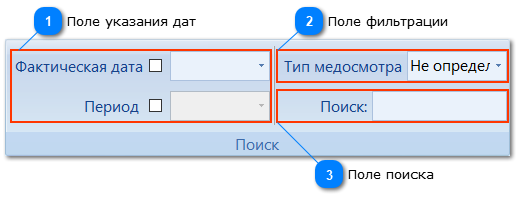 1 Поле указания дат
2 Поле фильтрации
Фактическая дата
Тип медосмотра Не определ
Период
Поиск:
Поиск
3 Поле поиска